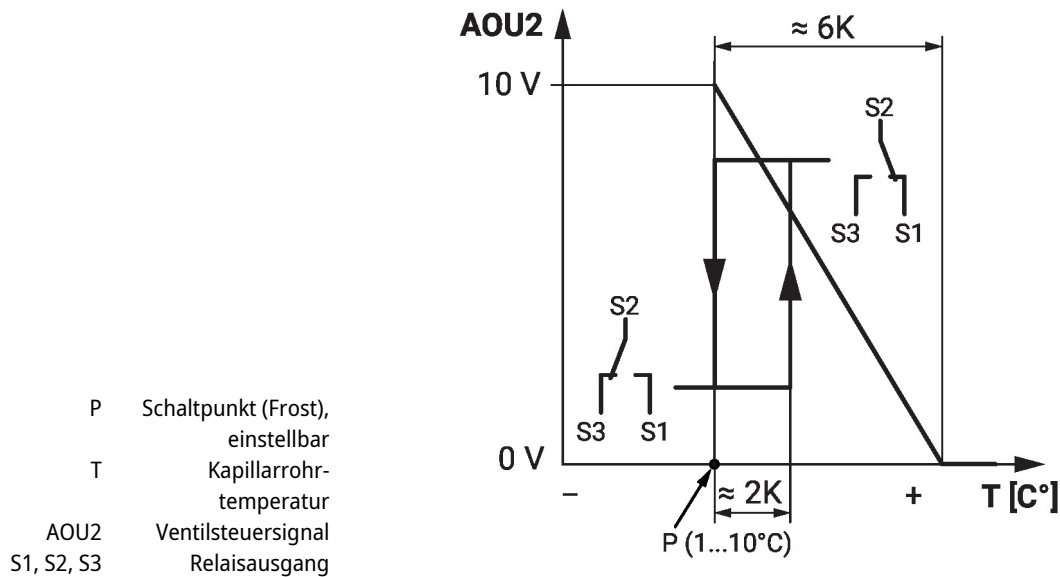 AOU2
≈ 6K
10 V
S2
S3 S1
S2
S3 S1
0 V
– ≈ 2K + T [C°]
P (1...10°C)
P Schaltpunkt (Frost),
einstellbar
T Kapillarrohr-
temperatur
AOU2 Ventilsteuersignal
S1, S2, S3 Relaisausgang